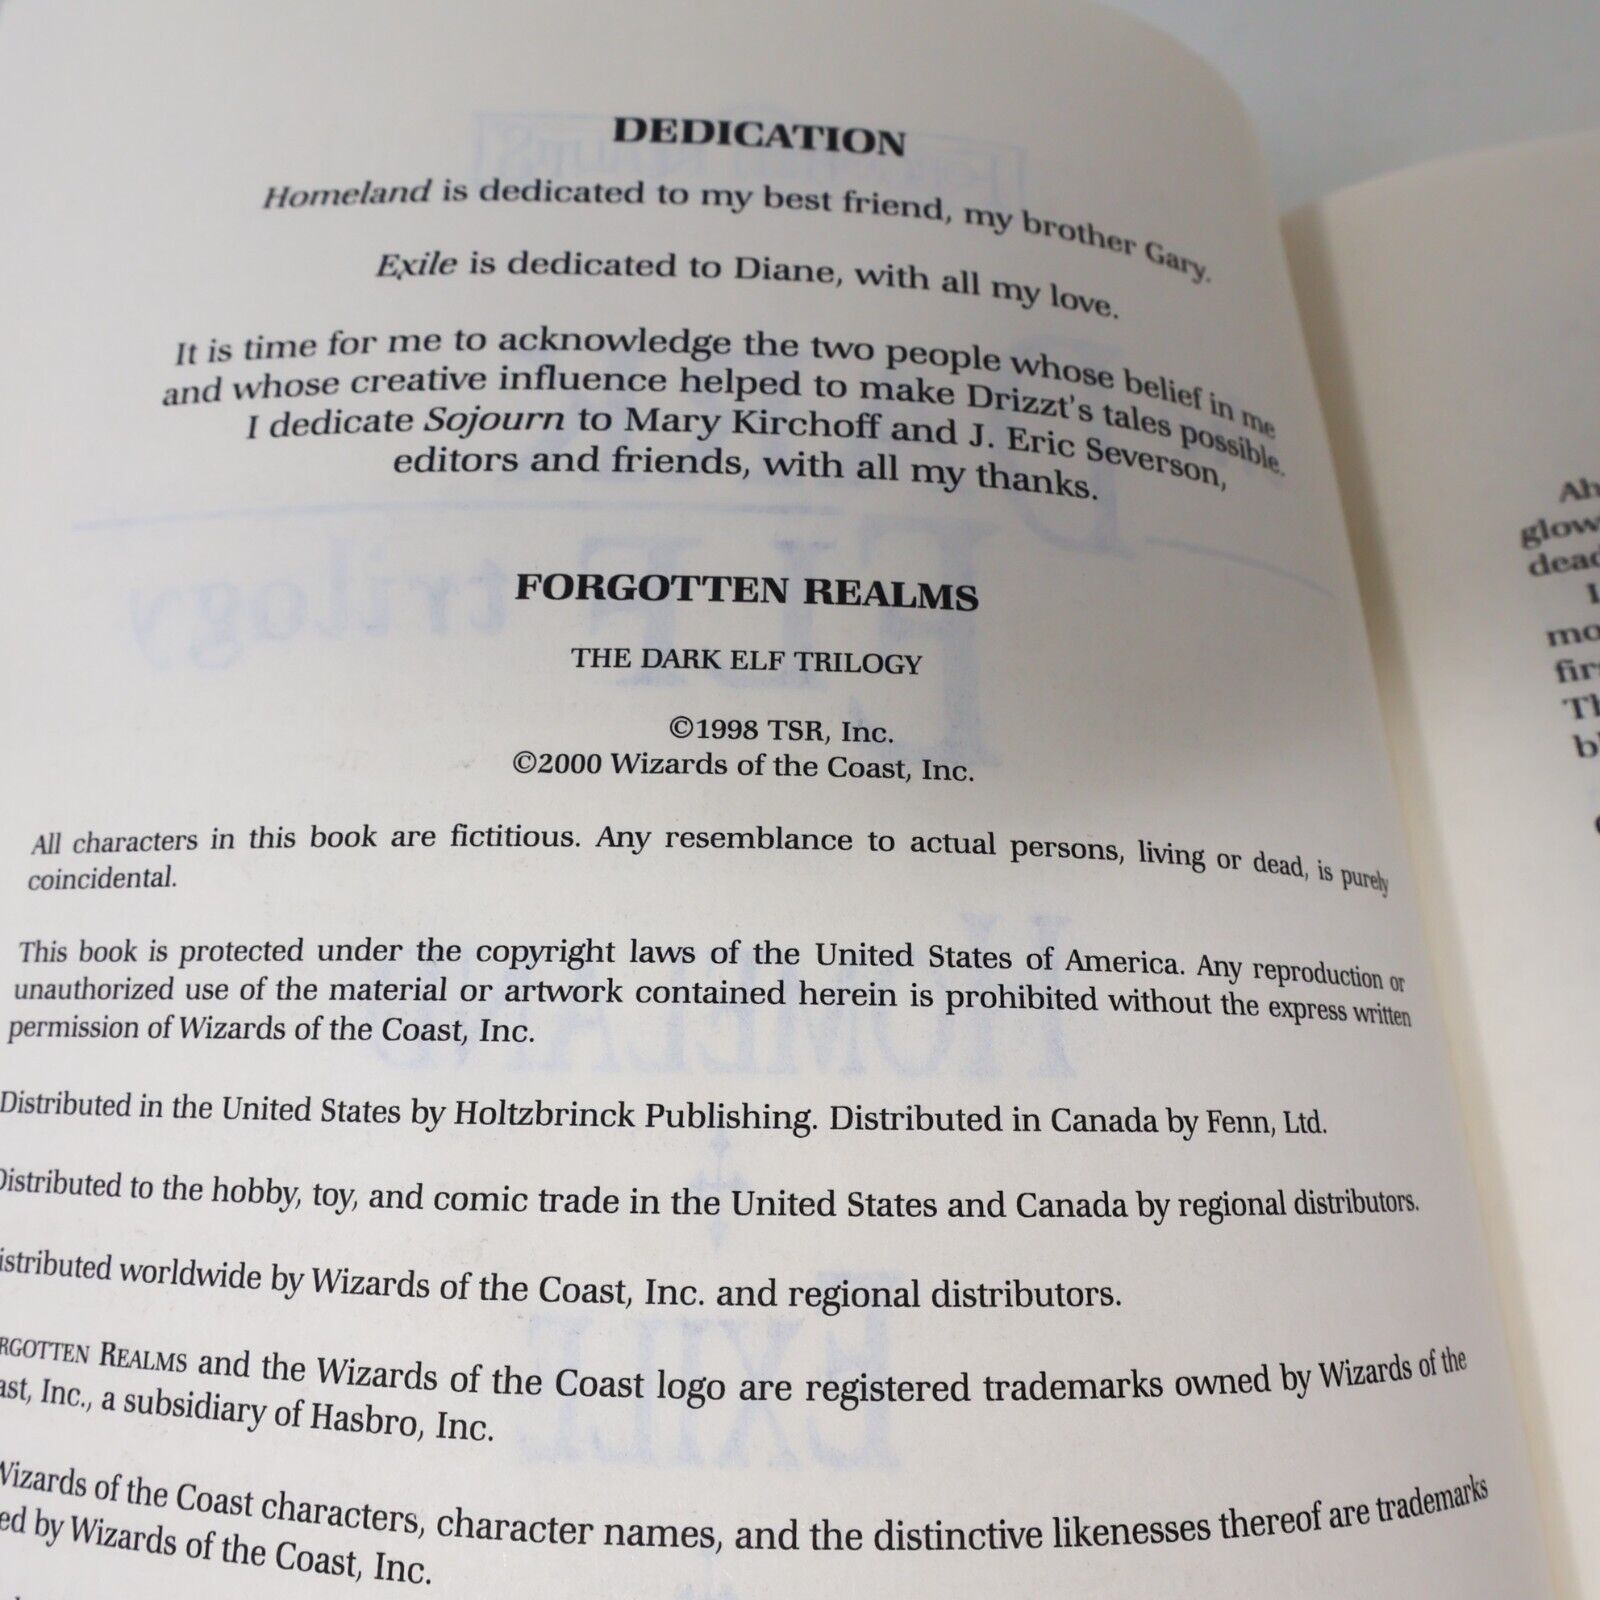 DEDICATION
Homeland is dedicated to my best friend, my brother Gary.
Exile is dedicated to Diane, with all my love.
It is time for me to acknowledge the two people whose belief in me
and whose creative influence helped to make Drizzt's tales possible.
I dedicate Sojourn to Mary Kirchoff and J. Eric Severson,
editors and friends, with all my thanks.
FORGOTTEN REALMS
THE DARK ELF TRILOGY
©1998 TSR, Inc.
©2000 Wizards of the Coast, Inc.
All characters in this book are fictitious. Any resemblance to actual persons, living or dead, is purely
coincidental.
This book is protected under the copyright laws of the United States of America. Any reproduction or
unauthorized use of the material or artwork contained herein is prohibited without the express written
permission of Wizards of the Coast, Inc.
Distributed in the United States by Holtzbrinck Publishing. Distributed in Canada by Fenn, Ltd.
Distributed to the hobby, toy, and comic trade in the United States and Canada by regional distributors.
istributed worldwide by Wizards of the Coast, Inc. and regional distributors.
RGOTTEN REALMS and the Wizards of the Coast logo are registered trademarks owned by Wizards of the
ast, Inc., a subsidiary of Hasbro, Inc.
Wizards of the Coast characters, character names, and the distinctive likenesses thereof are trademarks
ed by Wizards of the Coast, Inc.
glow
dead
I
mo
firs
Th
bl